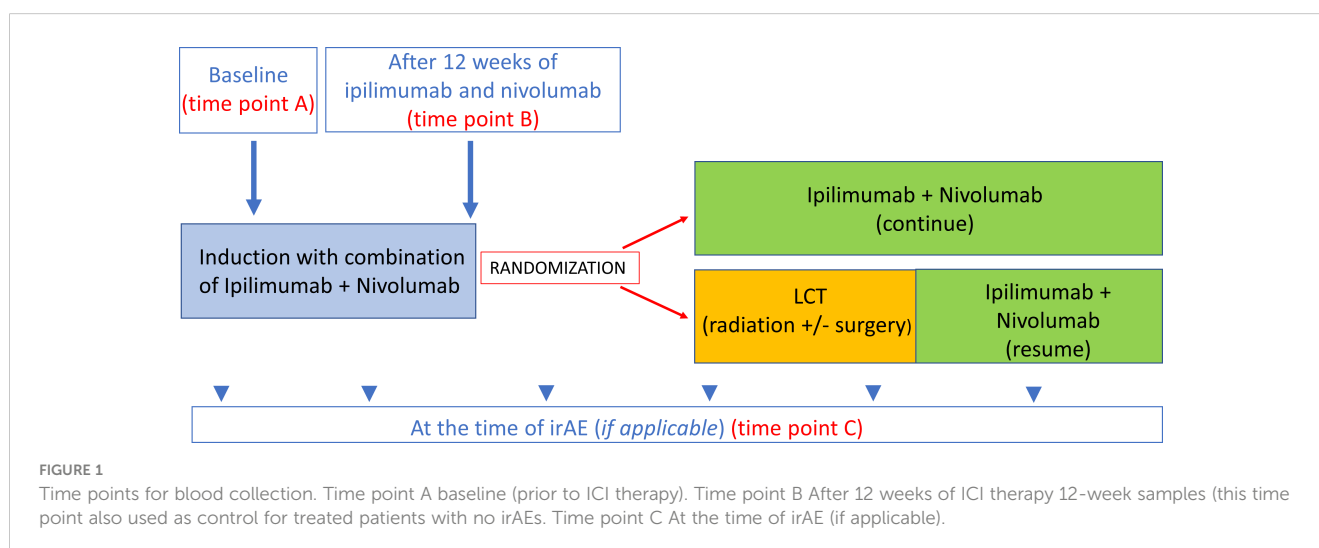 Baseline
(time point A)
After 12 weeks of
ipilimumab and nivolumab
(time point B)
Induction with combination
of Ipilimumab + Nivolumab
RANDOMIZATION
Ipilimumab + Nivolumab
(continue)
LCT
(radiation +/- surgery)
Ipilimumab +
Nivolumab
(resume)
At the time of irAE (if applicable) (time point C)
FIGURE 1
Time points for blood collection. Time point A baseline (prior to ICI therapy). Time point B After 12 weeks of ICI therapy 12-week samples (this time
point also used as control for treated patients with no irAEs. Time point C At the time of irAE (if applicable).